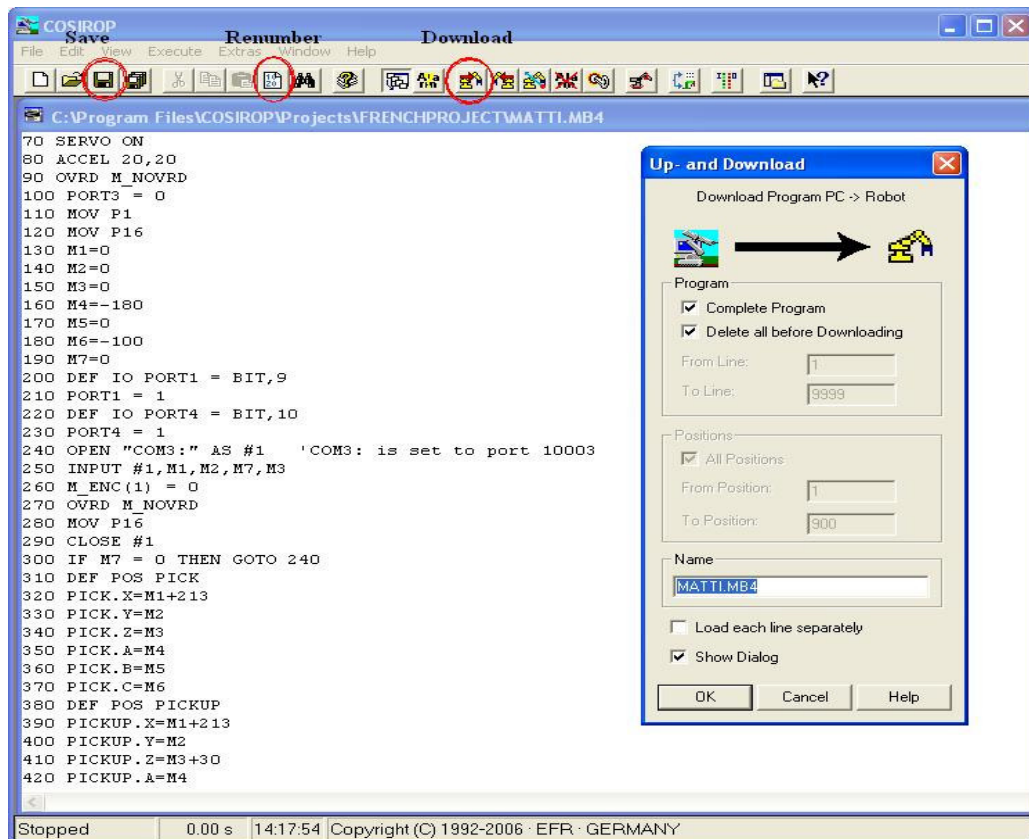 COSIROP
Save Renumber Download
File Edit View Execute Extras Window Help
C:\Program Files\COSIROP\Projects\FRENCHPROJECT\MATTI.MB4
70 SERVO ON
80 ACCEL 20,20
90 OVRD M_NOVRD
100 PORT3 = 0
110 MOV P1
120 MOV P16
130 M1=0
140 M2=0
150 M3=0
160 M4=-180
170 M5=0
180 M6=-100
190 M7=0
200 DEF IO PORT1 = BIT,9
210 PORT1 = 1
220 DEF IO PORT4 = BIT,10
230 PORT4 = 1
240 OPEN "COM3:" AS #1 'COM3: is set to port 10003
250 INPUT #1,M1,M2,M7,M3
260 M_ENC(1) = 0
270 OVRD M_NOVRD
280 MOV P16
290 CLOSE #1
300 IF M7 = 0 THEN GOTO 240
310 DEF POS PICK
320 PICK.X=M1+213
330 PICK.Y=M2
340 PICK.Z=M3
350 PICK.A=M4
360 PICK.B=M5
370 PICK.C=M6
380 DEF POS PICKUP
390 PICKUP.X=M1+213
400 PICKUP.Y=M2
410 PICKUP.Z=M3+30
420 PICKUP.A=M4
Up- and Download
Download Program PC -> Robot
Program
Complete Program
Delete all before Downloading
From Line: 1
To Line: 9999
Positions
All Positions
From Position: 1
To Position: 900
Name
MATTI.MB4
Load each line separately
Show Dialog
OK Cancel Help
Stopped 0.00 s 14:17:54 Copyright (C) 1992-2006 · EFR · GERMANY